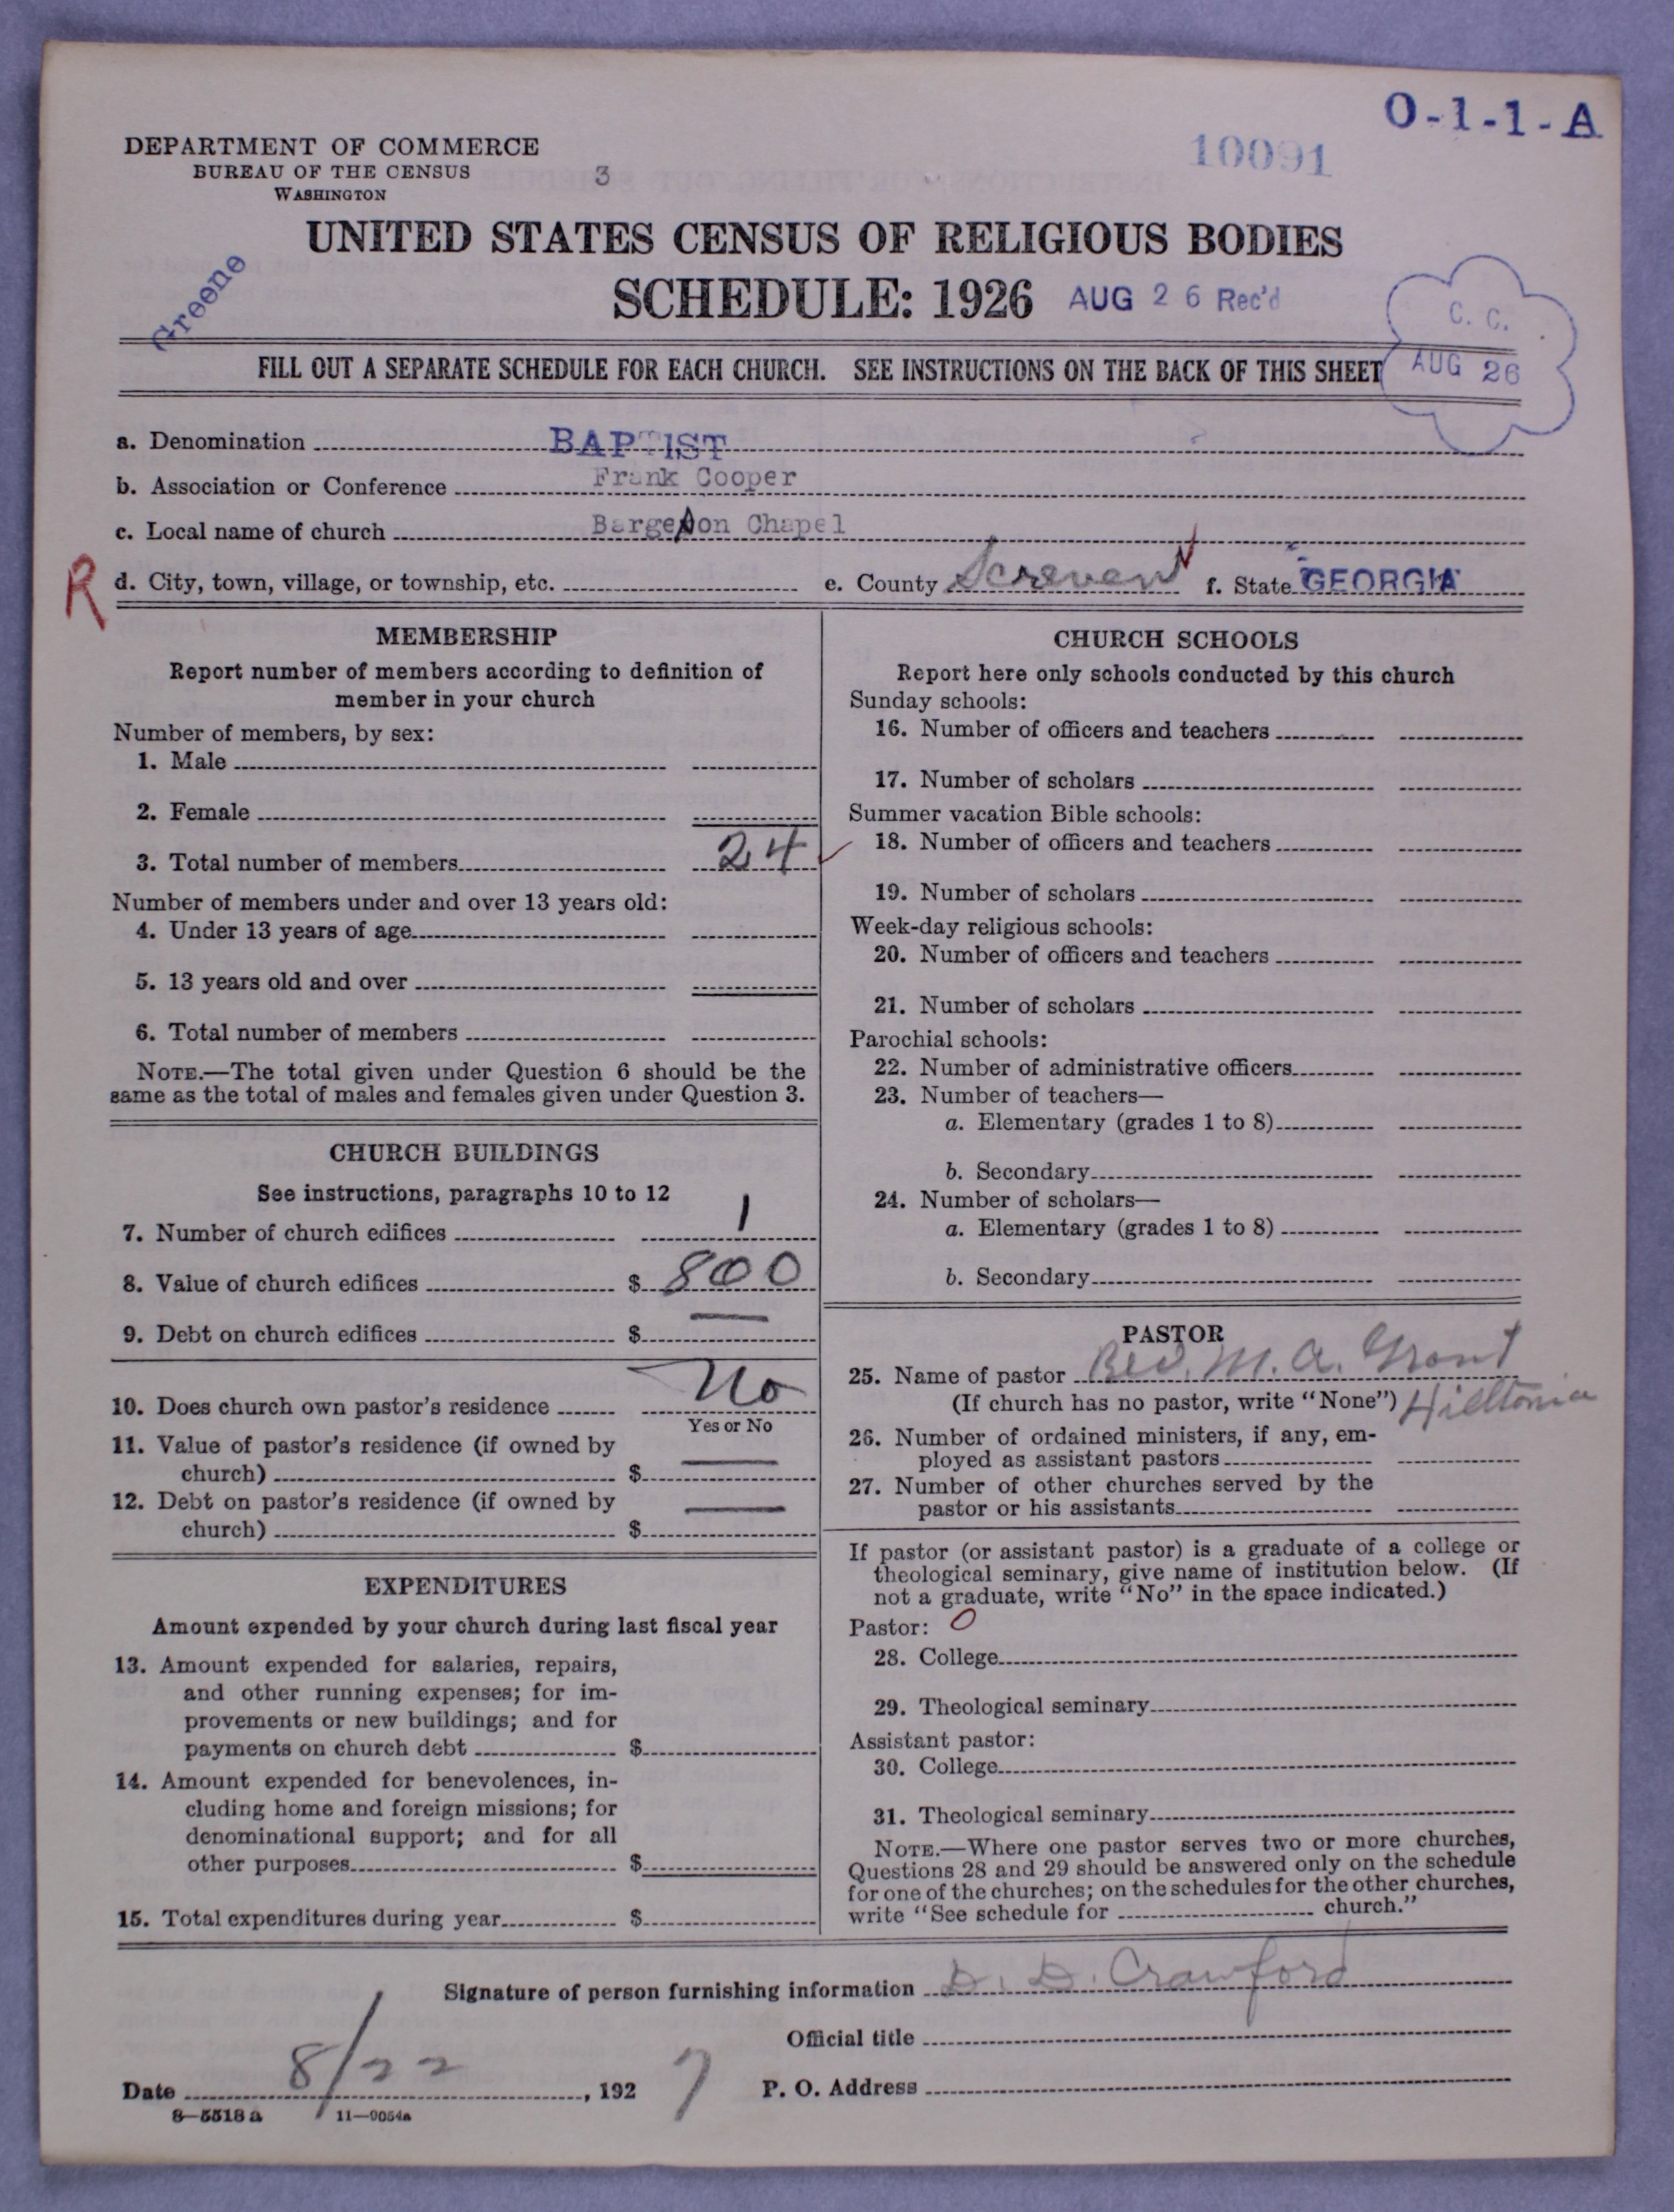 O-1-1-A
10091
DEPARTMENT OF COMMERCE
BUREAU OF THE CENSUS
WASHINGTON
3
UNITED STATES CENSUS OF RELIGIOUS BODIES
SCHEDULE: 1926 AUG 26 Rec'd
Greene
C. C.
AUG 26
FILL OUT A SEPARATE SCHEDULE FOR EACH CHURCH. SEE INSTRUCTIONS ON THE BACK OF THIS SHEET
a. Denomination BAPTIST
b. Association or Conference Frank Cooper
c. Local name of church Chapel
R
d. City, town, village, or township, etc. e. County Screven f. State GEORGIA
MEMBERSHIP
Report number of members according to definition of
member in your church
Number of members, by sex:
1. Male
2. Female
3. Total number of members 24
Number of members under and over 13 years old:
4. Under 13 years of age
5. 13 years old and over
6. Total number of members
NOTE.—The total given under Question 6 should be the
same as the total of males and females given under Question 3.
CHURCH BUILDINGS
See instructions, paragraphs 10 to 12
7. Number of church edifices 1
8. Value of church edifices $ 800
9. Debt on church edifices $ —
10. Does church own pastor's residence No
Yes or No
11. Value of pastor's residence (if owned by
church) $ —
12. Debt on pastor's residence (if owned by
church) $ —
EXPENDITURES
Amount expended by your church during last fiscal year
13. Amount expended for salaries, repairs,
and other running expenses; for im-
provements or new buildings; and for
payments on church debt $
14. Amount expended for benevolences, in-
cluding home and foreign missions; for
denominational support; and for all
other purposes $
15. Total expenditures during year $
CHURCH SCHOOLS
Report here only schools conducted by this church
Sunday schools:
16. Number of officers and teachers
17. Number of scholars
Summer vacation Bible schools:
18. Number of officers and teachers
19. Number of scholars
Week-day religious schools:
20. Number of officers and teachers
21. Number of scholars
Parochial schools:
22. Number of administrative officers
23. Number of teachers—
a. Elementary (grades 1 to 8)
b. Secondary
24. Number of scholars—
a. Elementary (grades 1 to 8)
b. Secondary
PASTOR
25. Name of pastor Rev. M. A. Grant
(If church has no pastor, write "None") Hilltonia
26. Number of ordained ministers, if any, em-
ployed as assistant pastors
27. Number of other churches served by the
pastor or his assistants
If pastor (or assistant pastor) is a graduate of a college or
theological seminary, give name of institution below. (If
not a graduate, write "No" in the space indicated.)
Pastor: 0
28. College
29. Theological seminary
Assistant pastor:
30. College
31. Theological seminary
NOTE.—Where one pastor serves two or more churches,
Questions 28 and 29 should be answered only on the schedule
for one of the churches; on the schedules for the other churches,
write "See schedule for church."
Signature of person furnishing information D. D. Crawford
Official title
Date 8/22, 192 7 P. O. Address
8—5518 a 11—9054a